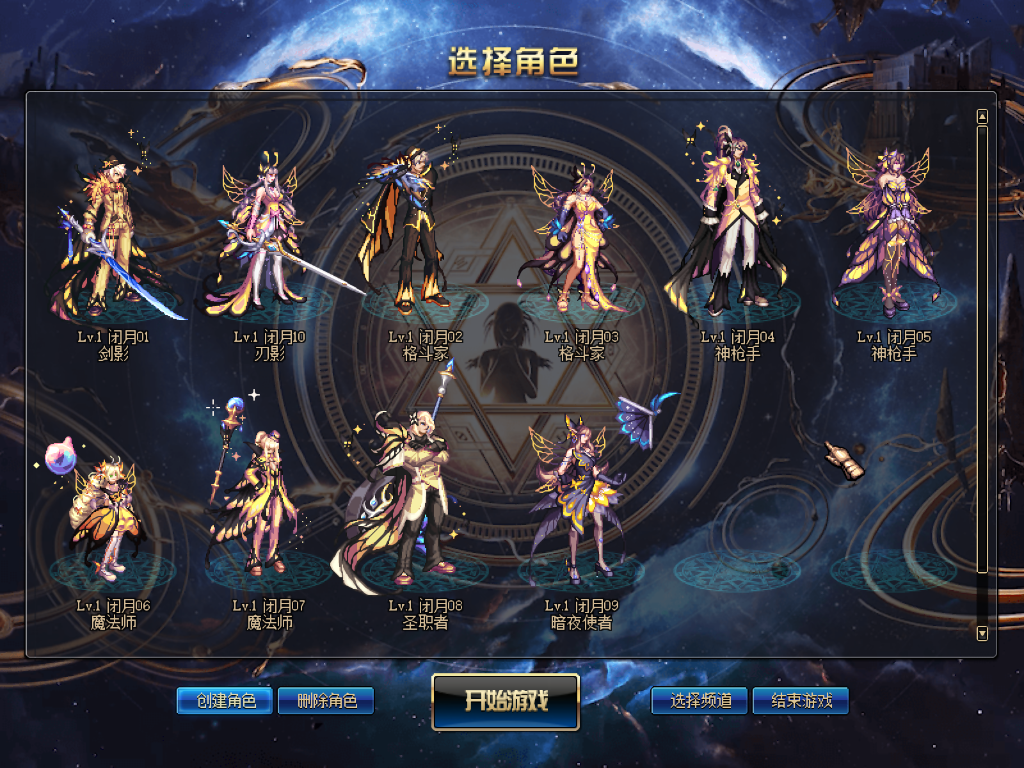 选择角色
Lv.1 闭月01
剑影
Lv.1 闭月10
刃影
Lv.1 闭月02
格斗家
Lv.1 闭月03
格斗家
Lv.1 闭月04
神枪手
Lv.1 闭月05
神枪手
Lv.1 闭月06
魔法师
Lv.1 闭月07
魔法师
Lv.1 闭月08
圣职者
Lv.1 闭月09
暗夜使者
创建角色
删除角色
开始游戏
选择频道
结束游戏